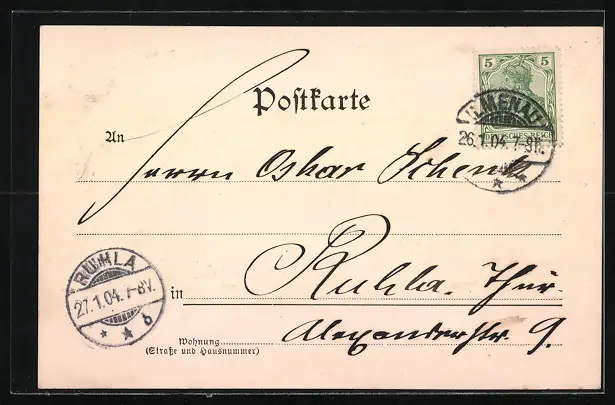 5 5
Postkarte
ILMENAU
DEUTSCHES REICH
26.1.04. 7-8N.
An
Herrn Oskar Schenk
RUHLA
27.1.04. 7-8V.
b
in Ruhla. Thür.
Alexanderstr. 9.
Wohnung
(Straße und Hausnummer)